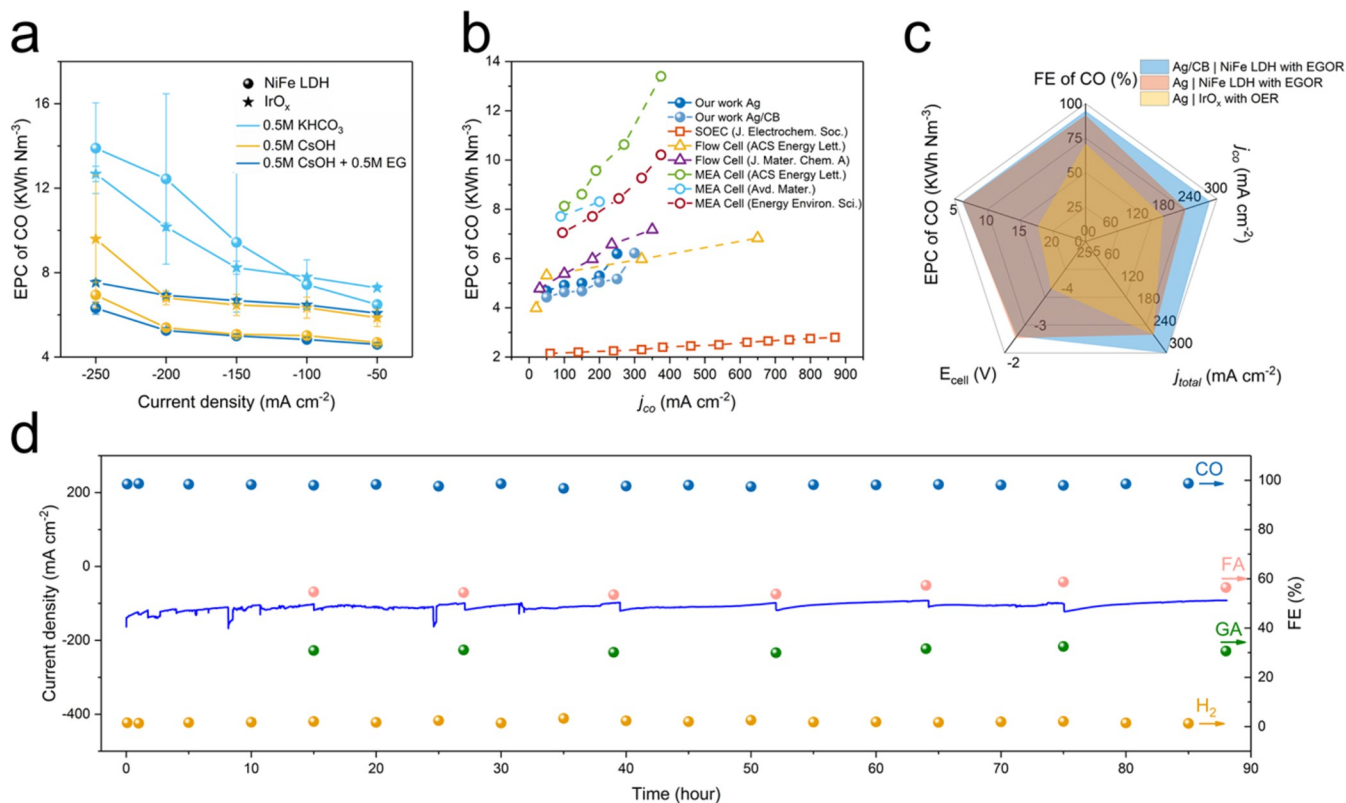 a
EPC of CO (KWh Nm⁻³)
16
12
8
4
NiFe LDH
IrOₓ
0.5M KHCO₃
0.5M CsOH
0.5M CsOH + 0.5M EG
-250
-200
-150
-100
-50
Current density (mA cm⁻²)
b
EPC of CO (KWh Nm⁻³)
14
12
10
8
6
4
2
Our work Ag
Our work Ag/CB
SOEC (J. Electrochem. Soc.)
Flow Cell (ACS Energy Lett.)
Flow Cell (J. Mater. Chem. A)
MEA Cell (ACS Energy Lett.)
MEA Cell (Avd. Mater.)
MEA Cell (Energy Environ. Sci.)
0
100
200
300
400
500
600
700
800
900
j_co (mA cm⁻²)
c
Ag/CB | NiFe LDH with EGOR
Ag | NiFe LDH with EGOR
Ag | IrOₓ with OER
FE of CO (%)
100
75
50
25
0
j_co (mA cm⁻²)
300
240
180
120
60
0
j_total (mA cm⁻²)
60
120
180
240
300
E_cell (V)
-5
-4
-3
-2
EPC of CO (KWh Nm⁻³)
5
10
15
20
25
d
Current density (mA cm⁻²)
200
0
-200
-400
CO
FA
GA
H₂
100
80
60
40
20
0
FE (%)
0
10
20
30
40
50
60
70
80
90
Time (hour)